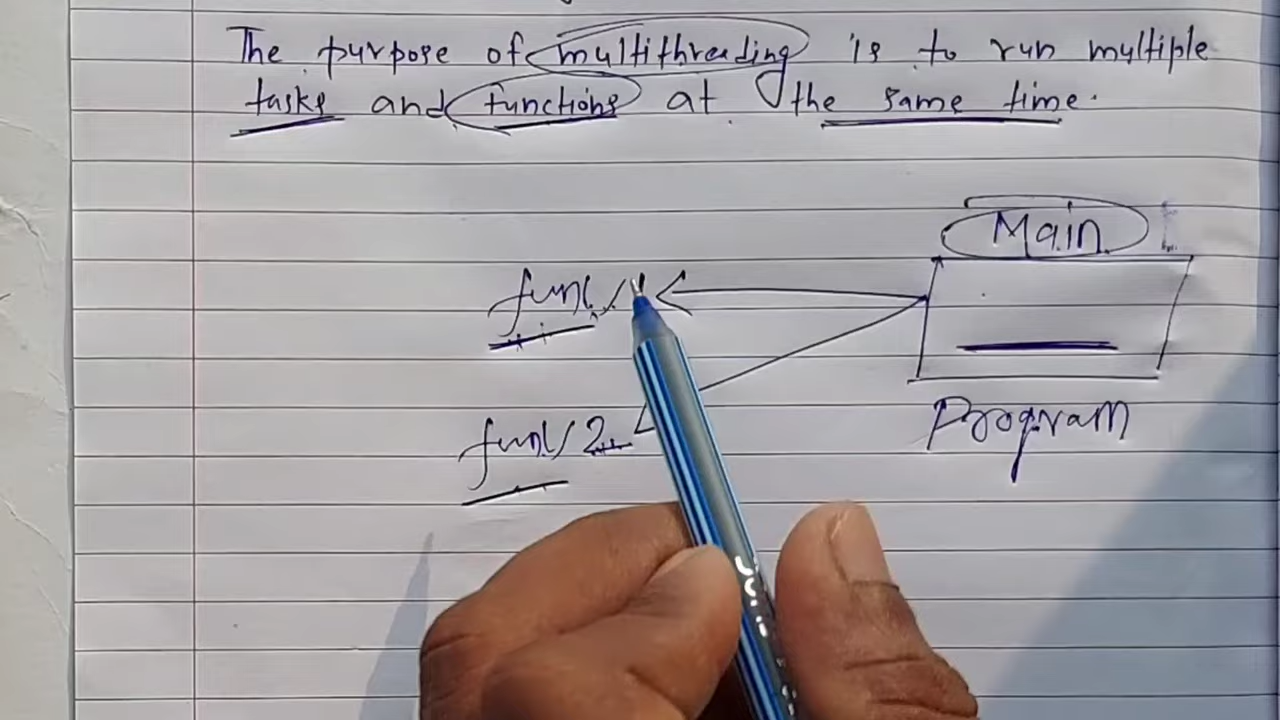 The purpose of multithreading is to run multiple
tasks and functions at the same time.
Main
func/1
func/2
Program